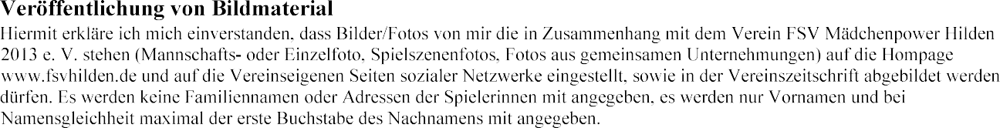 Veröffentlichung von Bildmaterial
Hiermit erkläre ich mich einverstanden, dass Bilder/Fotos von mir die in Zusammenhang mit dem Verein FSV Mädchenpower Hilden
2013 e. V. stehen (Mannschafts- oder Einzelfoto, Spielszenenfotos, Fotos aus gemeinsamen Unternehmungen) auf die Hompage
www.fsvhilden.de und auf die Vereinseigenen Seiten sozialer Netzwerke eingestellt, sowie in der Vereinszeitschrift abgebildet werden
dürfen. Es werden keine Familiennamen oder Adressen der Spielerinnen mit angegeben, es werden nur Vornamen und bei
Namensgleichheit maximal der erste Buchstabe des Nachnamens mit angegeben.